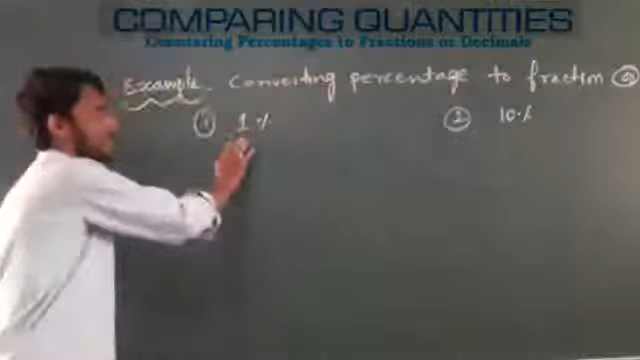 COMPARING QUANTITIES
Converting Percentages to Fractions or Decimals
Example. Converting percentage to fraction
① 1 % ② 10 %